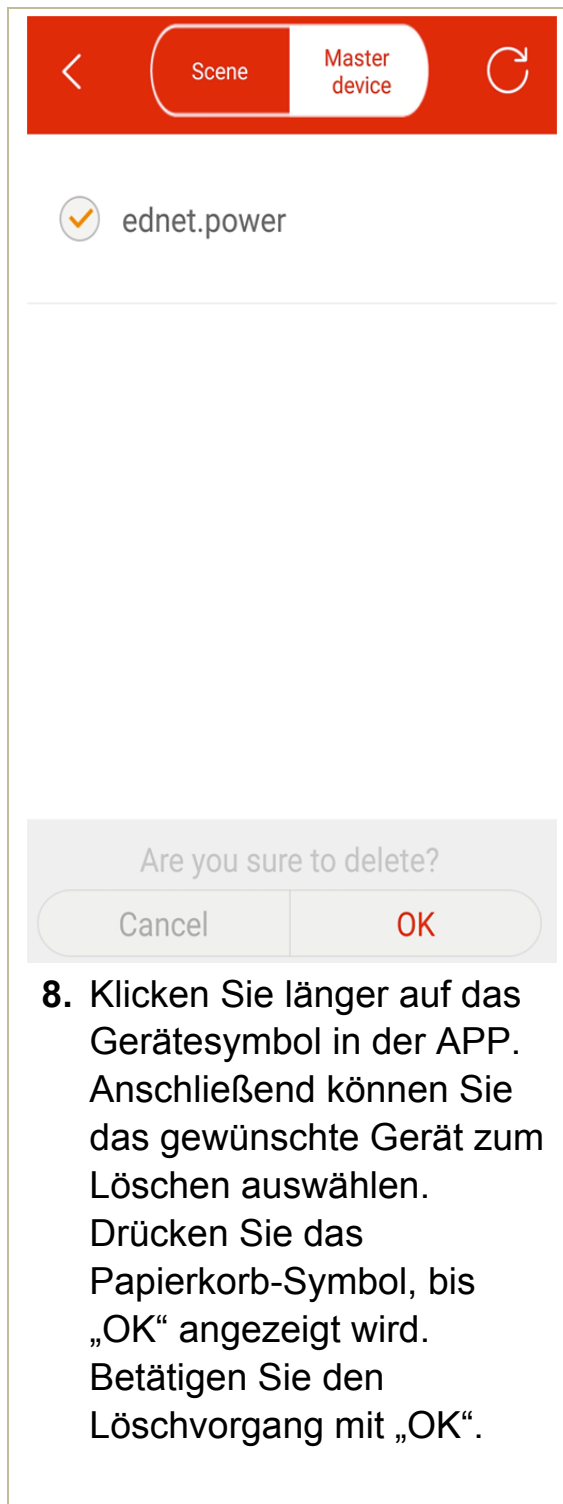 Scene
Master
device
ednet.power
Are you sure to delete?
Cancel OK
8. Klicken Sie länger auf das
Gerätesymbol in der APP.
Anschließend können Sie
das gewünschte Gerät zum
Löschen auswählen.
Drücken Sie das
Papierkorb-Symbol, bis
„OK“ angezeigt wird.
Betätigen Sie den
Löschvorgang mit „OK“.